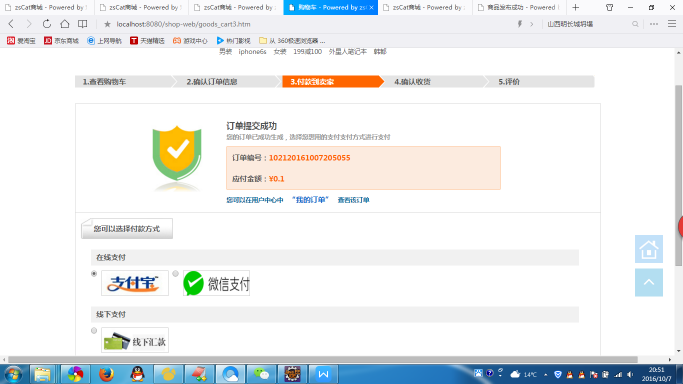 zsCat商城 - Powered by
zsCat商城 - Powered by
zsCat商城 - Powered by
购物车 - Powered by zsC
zsCat商城 - Powered by
商品发布成功 - Powered
localhost:8080/shop-web/goods_cart3.htm
山西明长城坍塌
爱淘宝 京东商城 上网导航 天猫精选 游戏中心 热门影视 从 360极速浏览器 ...
男装 iphone6s 女装 199减100 外星人笔记本 韩都
1.查看购物车 2.确认订单信息 3.付款到卖家 4.确认收货 5.评价
订单提交成功
您的订单已成功生成，选择您想用的支付支付方式进行支付
订单编号：102120161007205055
应付金额：¥0.1
您可以在用户中心中 “我的订单” 查看该订单
您可以选择付款方式
在线支付
支付宝 微信支付
线下支付
线下汇款
14℃
20:51
2016/10/7